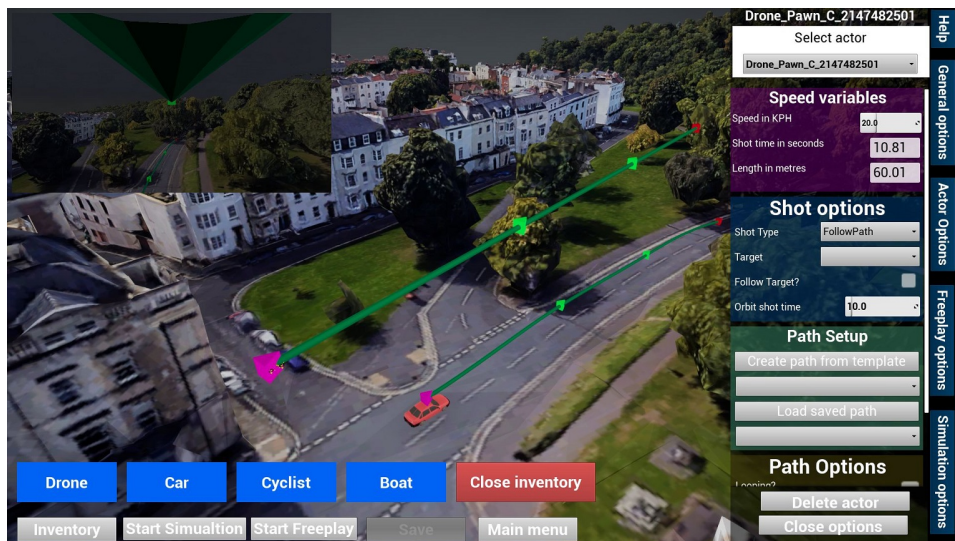 Drone_Pawn_C_2147482501
Select actor
Drone_Pawn_C_2147482501
Speed variables
Speed in KPH 20.0
Shot time in seconds 10.81
Length in metres 60.01
Shot options
Shot Type FollowPath
Target
Follow Target?
Orbit shot time 10.0
Path Setup
Create path from template
Load saved path
Path Options
Looping?
Delete actor
Close options
Help
General options
Actor Options
Freeplay options
Simulation options
Drone Car Cyclist Boat Close inventory
Inventory Start Simualtion Start Freeplay Save Main menu